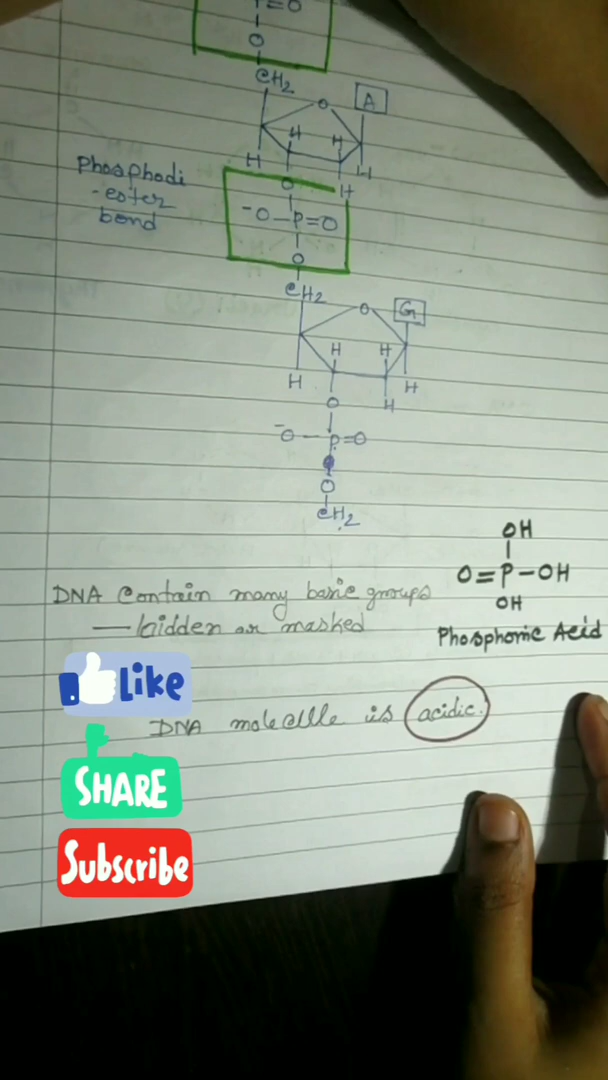 P=O
O
CH₂
O
A
H
H
H
H
H
Phosphodi
-ester
bond
O
⁻O—P=O
O
CH₂
O
G
H
H
H
H
H
O
⁻O—P=O
O
CH₂
OH
O=P—OH
OH
Phosphoric Acid
DNA Contain many basic groups
— hidden or masked
Like
DNA molecule is acidic.
SHARE
Subscribe